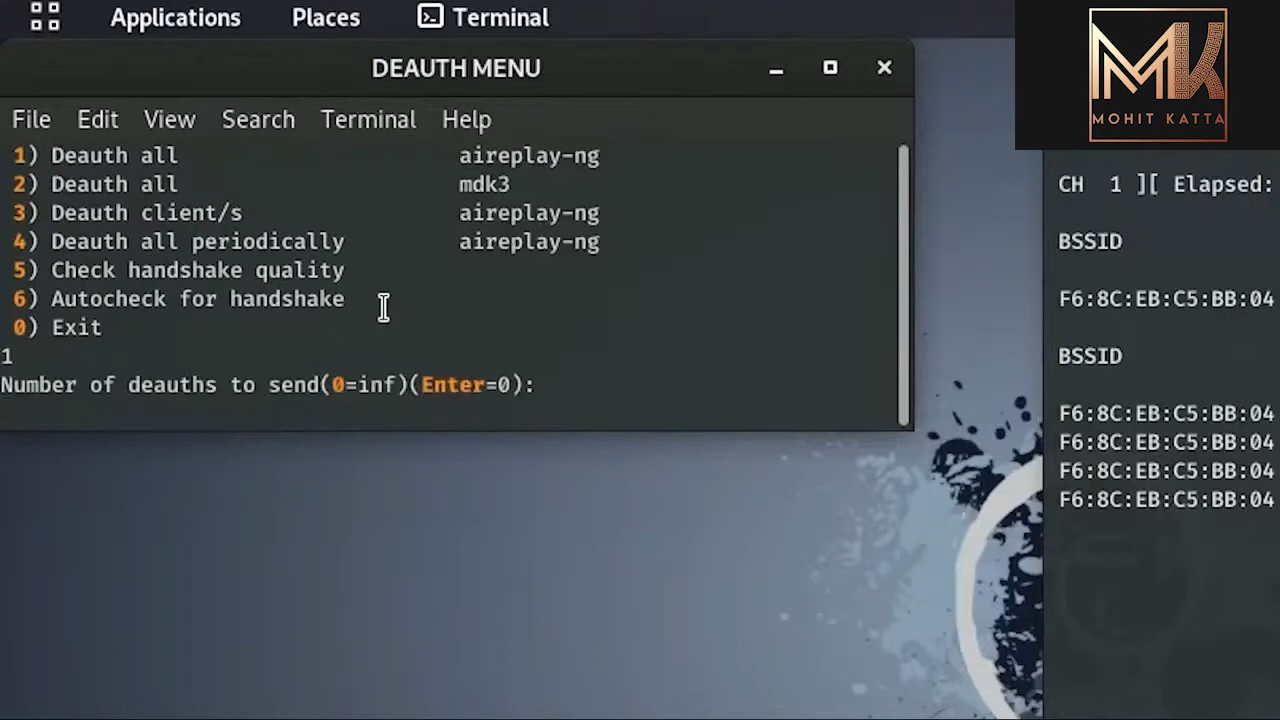 Applications Places Terminal
DEAUTH MENU
File Edit View Search Terminal Help
1) Deauth all aireplay-ng
2) Deauth all mdk3
3) Deauth client/s aireplay-ng
4) Deauth all periodically aireplay-ng
5) Check handshake quality
6) Autocheck for handshake
0) Exit
1
Number of deauths to send(0=inf)(Enter=0):
MK
MOHIT KATTA
CH 1 ][ Elapsed:
BSSID
F6:8C:EB:C5:BB:04
BSSID
F6:8C:EB:C5:BB:04
F6:8C:EB:C5:BB:04
F6:8C:EB:C5:BB:04
F6:8C:EB:C5:BB:04